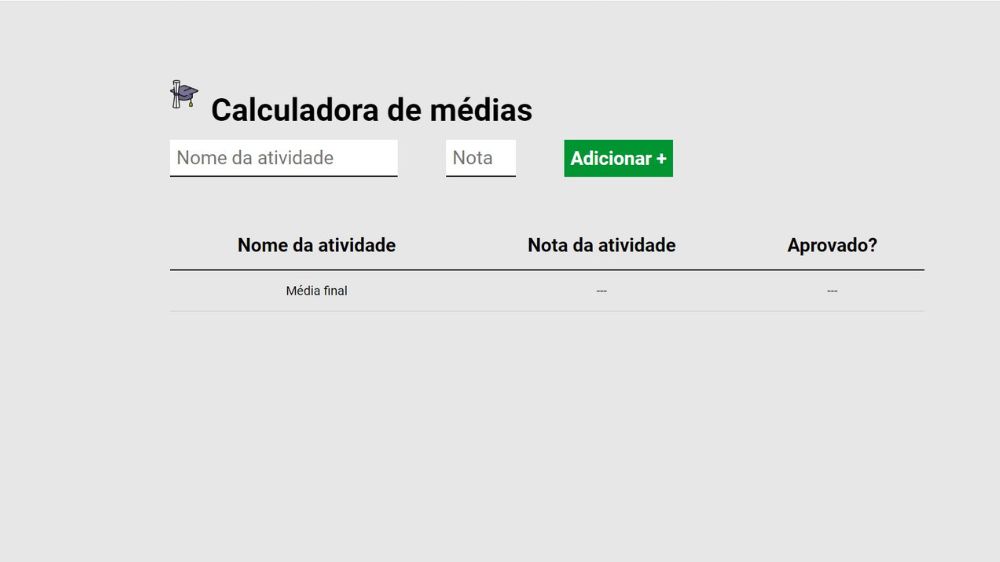 Calculadora de médias
Nome da atividade Nota Adicionar +
Nome da atividade Nota da atividade Aprovado?
Média final --- ---